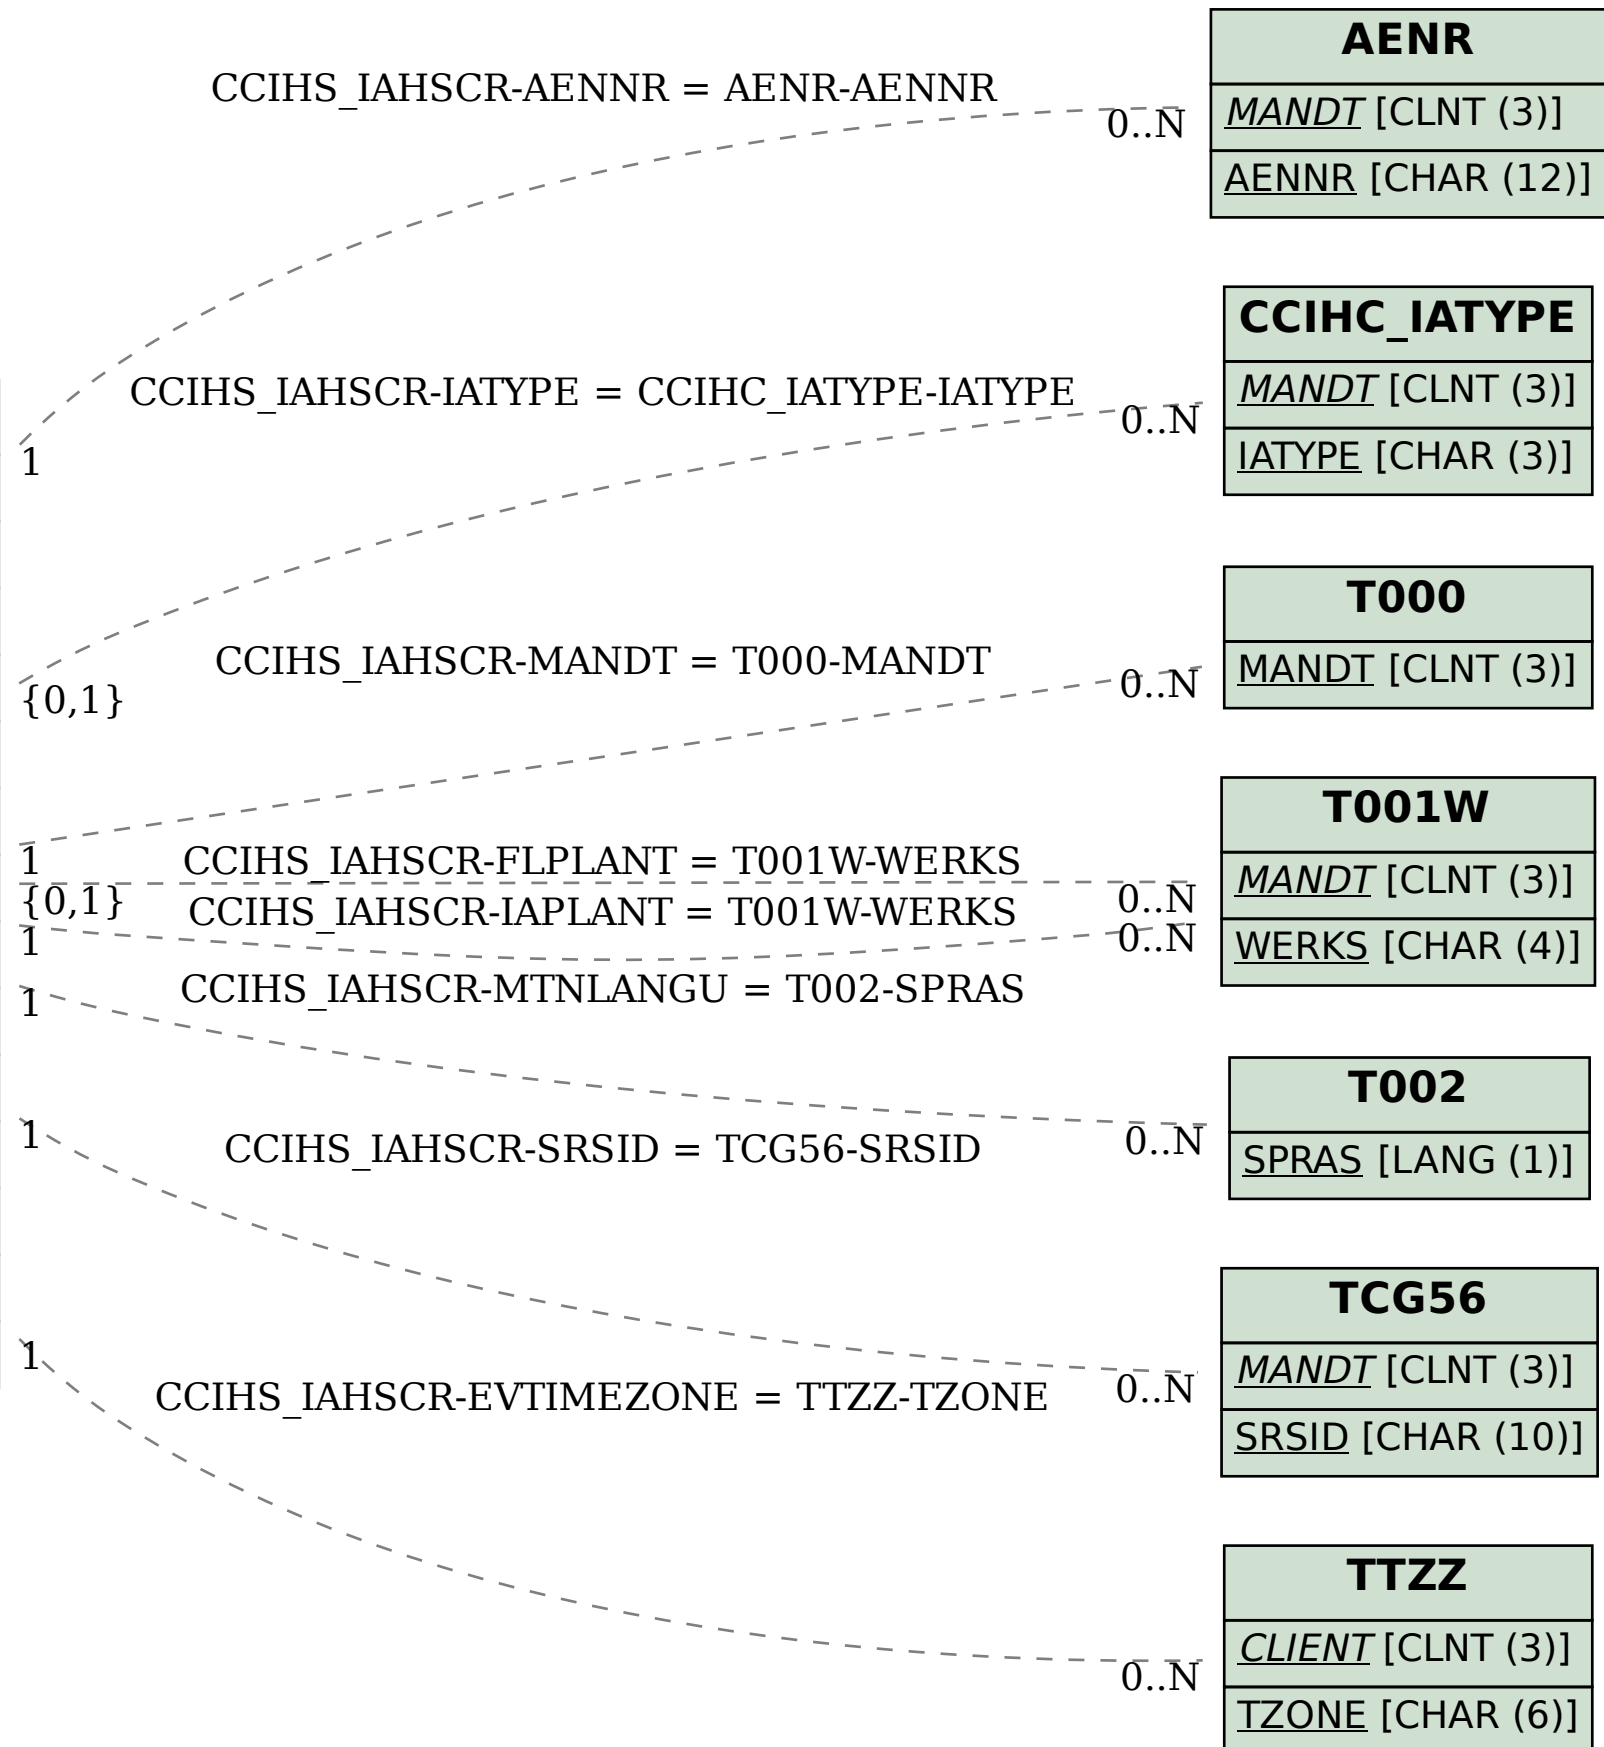 AENR
CCIHS_IAHSCR-AENNR = AENR-AENNR
0..N
MANDT [CLNT (3)]
AENNR [CHAR (12)]
CCIHC_IATYPE
CCIHS_IAHSCR-IATYPE = CCIHC_IATYPE-IATYPE
0..N
MANDT [CLNT (3)]
1
IATYPE [CHAR (3)]
T000
CCIHS_IAHSCR-MANDT = T000-MANDT
0..N
MANDT [CLNT (3)]
{0,1}
T001W
1
CCIHS_IAHSCR-FLPLANT = T001W-WERKS
MANDT [CLNT (3)]
{0,1}
0..N
CCIHS_IAHSCR-IAPLANT = T001W-WERKS
1
0..N
WERKS [CHAR (4)]
CCIHS_IAHSCR-MTNLANGU = T002-SPRAS
1
T002
1
CCIHS_IAHSCR-SRSID = TCG56-SRSID
0..N
SPRAS [LANG (1)]
TCG56
1
MANDT [CLNT (3)]
CCIHS_IAHSCR-EVTIMEZONE = TTZZ-TZONE
0..N
SRSID [CHAR (10)]
TTZZ
CLIENT [CLNT (3)]
0..N
TZONE [CHAR (6)]